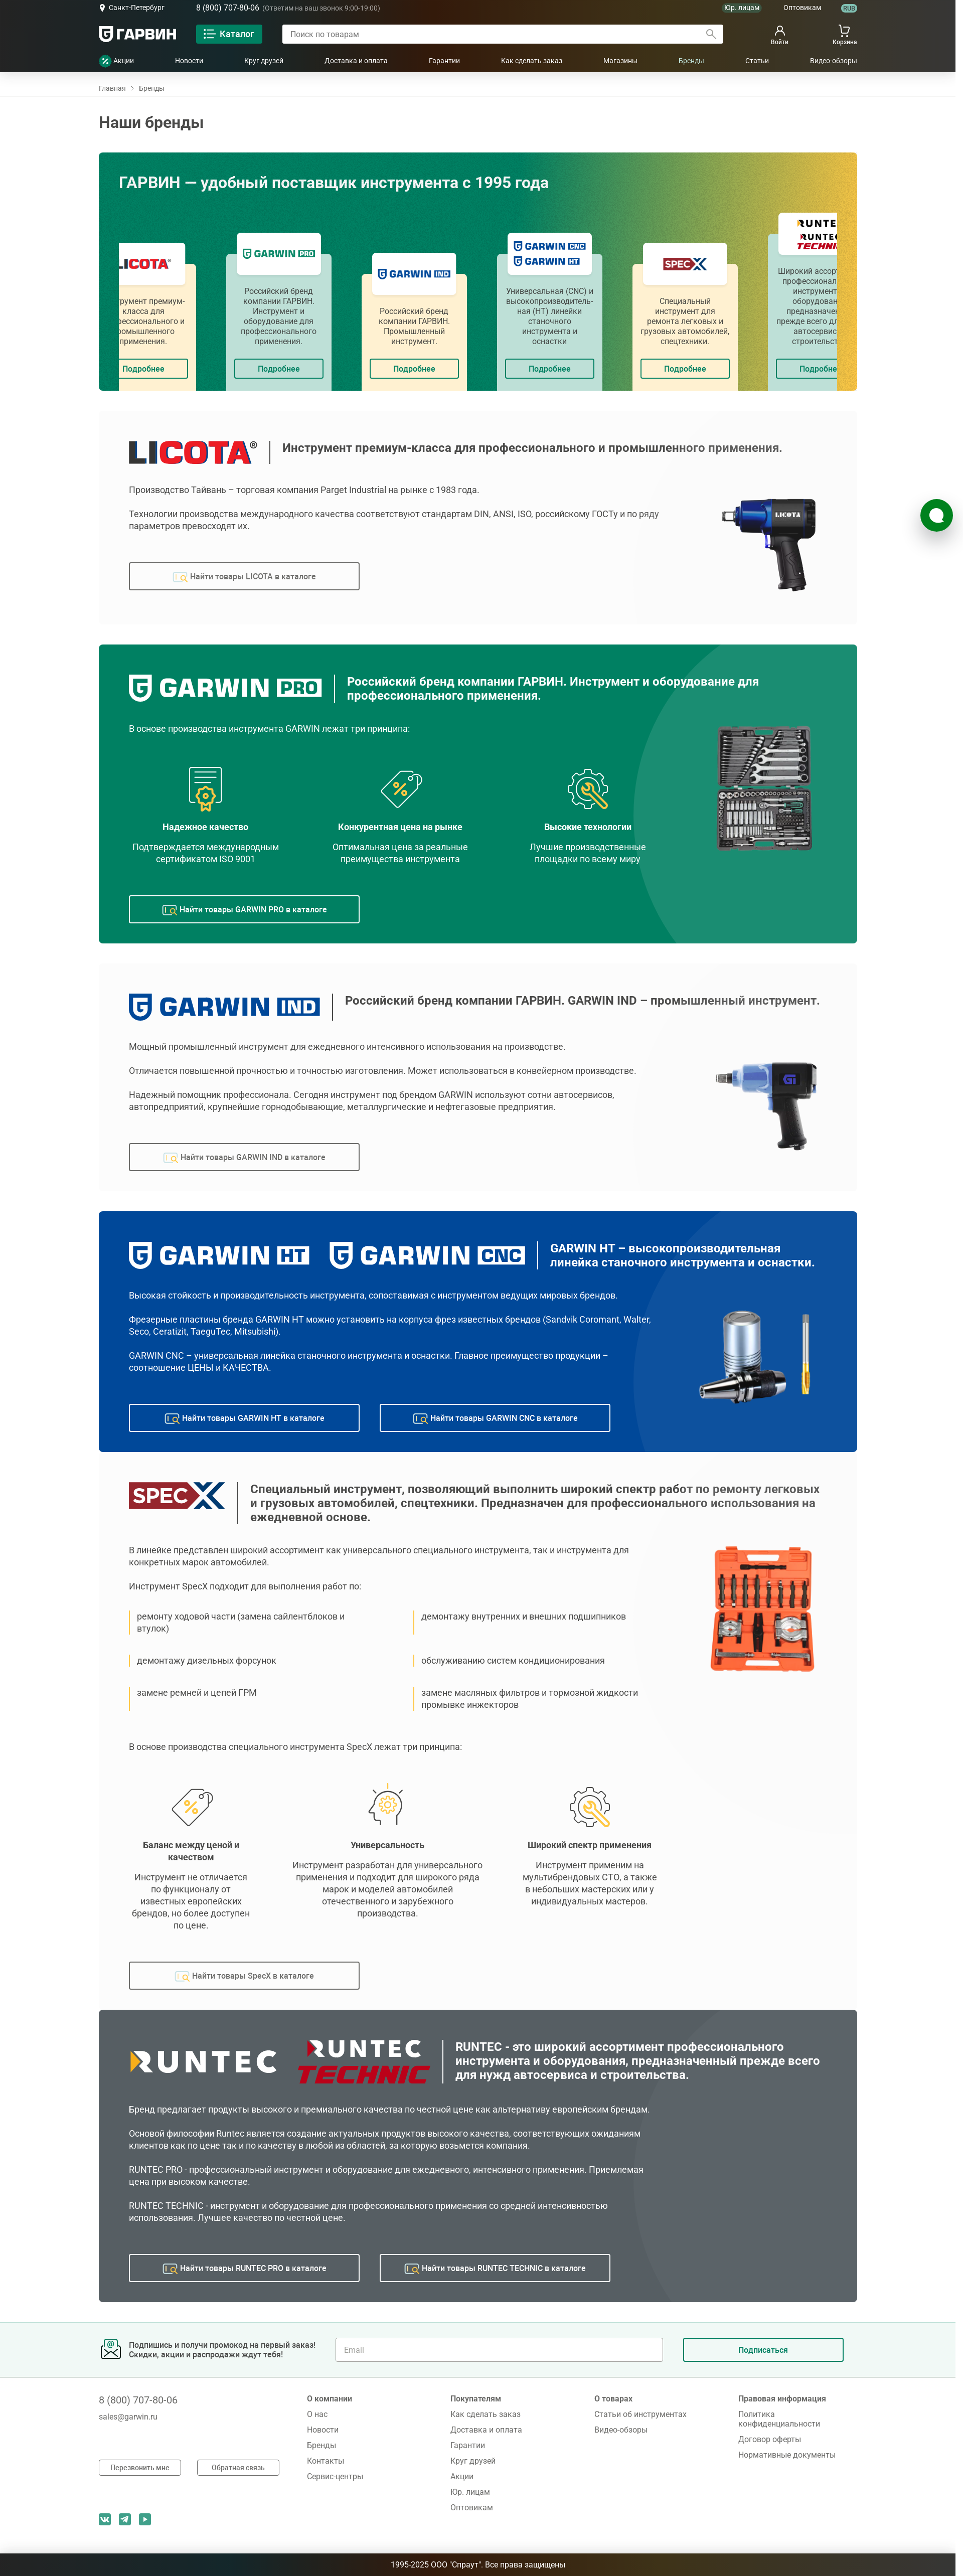 Санкт-Петербург
8 (800) 707-80-06 (Ответим на ваш звонок 9:00-19:00)
Юр. лицам
Оптовикам
RUB
ГАРВИН
Каталог
Поиск по товарам
Войти
Корзина
Акции
Новости
Круг друзей
Доставка и оплата
Гарантии
Как сделать заказ
Магазины
Бренды
Статьи
Видео-обзоры
Главная
Бренды
Наши бренды
ГАРВИН — удобный поставщик инструмента с 1995 года
LICOTA®
трумент премиум-
класса для
фессионального и
ромышленного
применения.
Подробнее
GARWIN PRO
Российский бренд
компании ГАРВИН.
Инструмент и
оборудование для
профессионального
применения.
Подробнее
GARWIN IND
Российский бренд
компании ГАРВИН.
Промышленный
инструмент.
Подробнее
GARWIN CNC
GARWIN HT
Универсальная (CNC) и
высокопроизводитель-
ная (HT) линейки
станочного
инструмента и
оснастки
Подробнее
SPECX
Специальный
инструмент для
ремонта легковых и
грузовых автомобилей,
спецтехники.
Подробнее
RUNTEC
RUNTEC
TECHNIC
Широкий ассорт
профессионал
инструмент
оборудован
предназначен
прежде всего дл
автосервис
строительст
Подробне
LICOTA®
Инструмент премиум-класса для профессионального и промышленного применения.
Производство Тайвань – торговая компания Parget Industrial на рынке с 1983 года.
Технологии производства международного качества соответствуют стандартам DIN, ANSI, ISO, российскому ГОСТу и по ряду
параметров превосходят их.
LICOTA
Найти товары LICOTA в каталоге
GARWIN PRO
Российский бренд компании ГАРВИН. Инструмент и оборудование для
профессионального применения.
В основе производства инструмента GARWIN лежат три принципа:
Надежное качество
Подтверждается международным
сертификатом ISO 9001
Конкурентная цена на рынке
Оптимальная цена за реальные
преимущества инструмента
Высокие технологии
Лучшие производственные
площадки по всему миру
Найти товары GARWIN PRO в каталоге
GARWIN IND
Российский бренд компании ГАРВИН. GARWIN IND – промышленный инструмент.
Мощный промышленный инструмент для ежедневного интенсивного использования на производстве.
Отличается повышенной прочностью и точностью изготовления. Может использоваться в конвейерном производстве.
Надежный помощник профессионала. Сегодня инструмент под брендом GARWIN используют сотни автосервисов,
автопредприятий, крупнейшие горнодобывающие, металлургические и нефтегазовые предприятия.
GI
Найти товары GARWIN IND в каталоге
GARWIN HT
GARWIN CNC
GARWIN HT – высокопроизводительная
линейка станочного инструмента и оснастки.
Высокая стойкость и производительность инструмента, сопоставимая с инструментом ведущих мировых брендов.
Фрезерные пластины бренда GARWIN HT можно установить на корпуса фрез известных брендов (Sandvik Coromant, Walter,
Seco, Ceratizit, TaeguTec, Mitsubishi).
GARWIN CNC – универсальная линейка станочного инструмента и оснастки. Главное преимущество продукции –
соотношение ЦЕНЫ и КАЧЕСТВА.
Найти товары GARWIN HT в каталоге
Найти товары GARWIN CNC в каталоге
SPECX
Специальный инструмент, позволяющий выполнить широкий спектр работ по ремонту легковых
и грузовых автомобилей, спецтехники. Предназначен для профессионального использования на
ежедневной основе.
В линейке представлен широкий ассортимент как универсального специального инструмента, так и инструмента для
конкретных марок автомобилей.
Инструмент SpecX подходит для выполнения работ по:
ремонту ходовой части (замена сайлентблоков и
втулок)
демонтажу внутренних и внешних подшипников
демонтажу дизельных форсунок
обслуживанию систем кондиционирования
замене ремней и цепей ГРМ
замене масляных фильтров и тормозной жидкости
промывке инжекторов
В основе производства специального инструмента SpecX лежат три принципа:
Баланс между ценой и
качеством
Инструмент не отличается
по функционалу от
известных европейских
брендов, но более доступен
по цене.
Универсальность
Инструмент разработан для универсального
применения и подходит для широкого ряда
марок и моделей автомобилей
отечественного и зарубежного
производства.
Широкий спектр применения
Инструмент применим на
мультибрендовых СТО, а также
в небольших мастерских или у
индивидуальных мастеров.
Найти товары SpecX в каталоге
RUNTEC
RUNTEC
TECHNIC
RUNTEC - это широкий ассортимент профессионального
инструмента и оборудования, предназначенный прежде всего
для нужд автосервиса и строительства.
Бренд предлагает продукты высокого и премиального качества по честной цене как альтернативу европейским брендам.
Основой философии Runtec является создание актуальных продуктов высокого качества, соответствующих ожиданиям
клиентов как по цене так и по качеству в любой из областей, за которую возьмется компания.
RUNTEC PRO - профессиональный инструмент и оборудование для ежедневного, интенсивного применения. Приемлемая
цена при высоком качестве.
RUNTEC TECHNIC - инструмент и оборудование для профессионального применения со средней интенсивностью
использования. Лучшее качество по честной цене.
Найти товары RUNTEC PRO в каталоге
Найти товары RUNTEC TECHNIC в каталоге
Подпишись и получи промокод на первый заказ!
Скидки, акции и распродажи ждут тебя!
Email
Подписаться
8 (800) 707-80-06
sales@garwin.ru
Перезвонить мне
Обратная связь
О компании
О нас
Новости
Бренды
Контакты
Сервис-центры
Покупателям
Как сделать заказ
Доставка и оплата
Гарантии
Круг друзей
Акции
Юр. лицам
Оптовикам
О товарах
Статьи об инструментах
Видео-обзоры
Правовая информация
Политика
конфиденциальности
Договор оферты
Нормативные документы
1995-2025 ООО "Спраут". Все права защищены